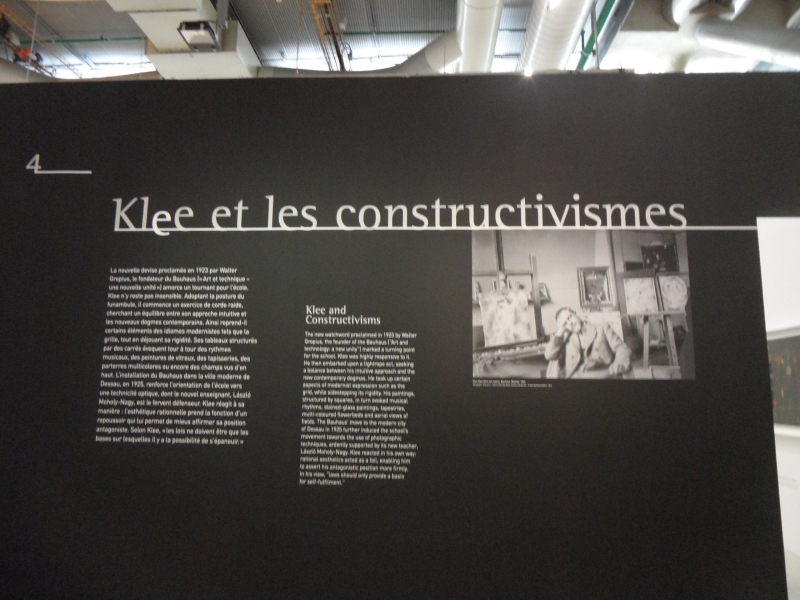 4
Klee et les constructivismes
La nouvelle devise proclamée en 1923 par Walter
Gropius, le fondateur du Bauhaus [«Art et technique –
une nouvelle unité»] amorce un tournant pour l'école.
Klee n'y reste pas insensible. Adoptant la posture du
funambule, il commence un exercice de corde raide,
cherchant un équilibre entre son approche intuitive et
les nouveaux dogmes contemporains. Ainsi reprend-il
certains éléments des idiomes modernistes tels que la
grille, tout en déjouant sa rigidité. Ses tableaux structurés
par des carrés évoquent tour à tour des rythmes
musicaux, des peintures de vitraux, des tapisseries, des
parterres multicolores ou encore des champs vus d'en
haut. L'installation du Bauhaus dans la ville moderne de
Dessau, en 1925, renforce l'orientation de l'école vers
une technicité optique, dont le nouvel enseignant, László
Moholy-Nagy, est le fervent défenseur. Klee réagit à sa
manière : l'esthétique rationnelle prend la fonction d'un
repoussoir qui lui permet de mieux affirmer sa position
antagoniste. Selon Klee, «les lois ne doivent être que les
bases sur lesquelles il y a la possibilité de s'épanouir.»
Klee and
Constructivisms
The new watchword proclaimed in 1923 by Walter
Gropius, the founder of the Bauhaus ["Art and
technology: a new unity"] marked a turning point
for the school. Klee was highly responsive to it.
He then embarked upon a tightrope act, seeking
a balance between his intuitive approach and the
new contemporary dogmas. He took up certain
aspects of modernist expression such as the
grid, while sidestepping its rigidity. His paintings,
structured by squares, in turn evoked musical
rhythms, stained-glass paintings, tapestries,
multi-coloured flowerbeds and aerial views of
fields. The Bauhaus' move to the modern city
of Dessau in 1925 further induced the school's
movement towards the use of photographic
techniques, ardently supported by its new teacher,
László Moholy-Nagy. Klee reacted in his own way:
rational aesthetics acted as a foil, enabling him
to assert his antagonistic position more firmly.
In his view, "laws should only provide a basis
for self-fulfilment."